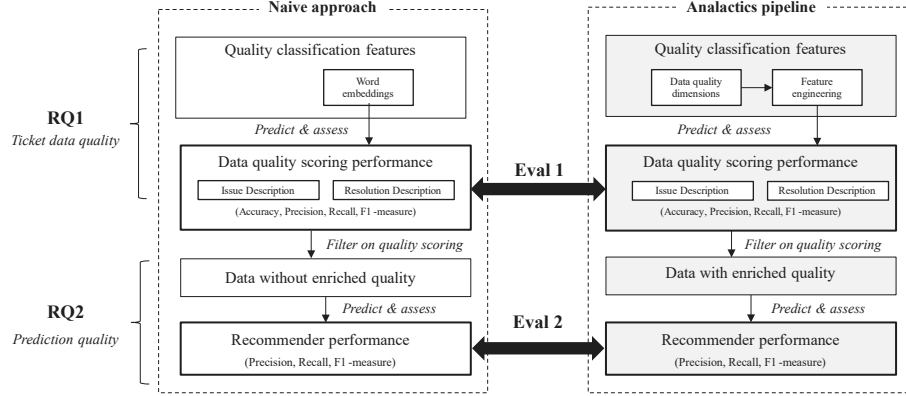 Naive approach
Analactics pipeline
Quality classification features
Word
embeddings
Quality classification features
Data quality
dimensions
Feature
engineering
RQ1
Ticket data quality
Predict & assess
Predict & assess
Data quality scoring performance
Issue Description
Resolution Description
(Accuracy, Precision, Recall, F1 -measure)
Eval 1
Data quality scoring performance
Issue Description
Resolution Description
(Accuracy, Precision, Recall, F1 -measure)
Filter on quality scoring
Filter on quality scoring
RQ2
Prediction quality
Data without enriched quality
Data with enriched quality
Predict & assess
Predict & assess
Recommender performance
(Precision, Recall, F1 -measure)
Eval 2
Recommender performance
(Precision, Recall, F1 -measure)